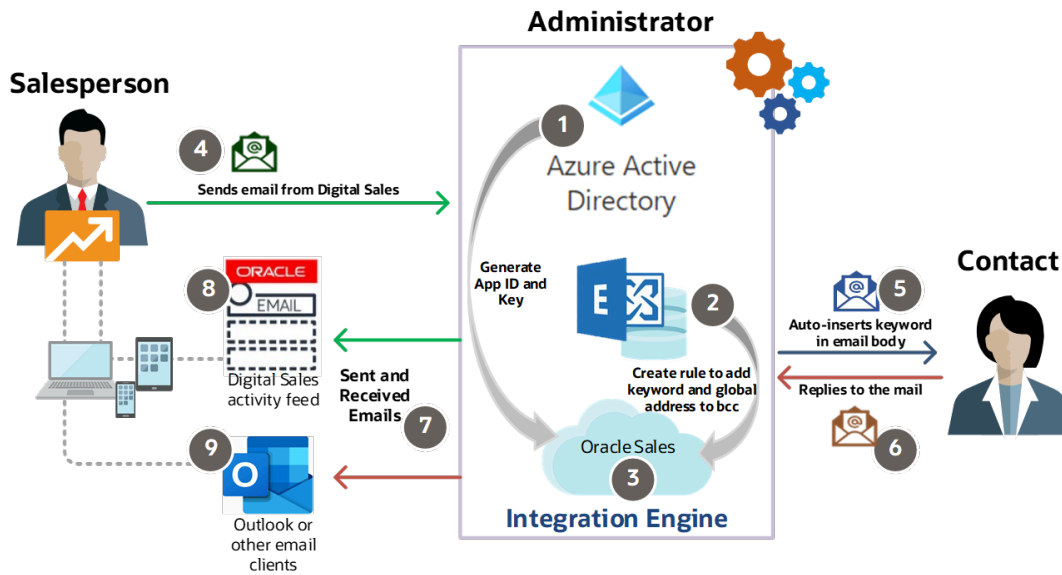 Administrator
Salesperson
4
Sends email from Digital Sales
1
Azure Active
Directory
Generate
App ID and
Key
E
2
Create rule to add
keyword and global
address to bcc
Oracle Sales
3
Integration Engine
Contact
5
Auto-inserts keyword
in email body
Replies to the mail
6
8
ORACLE
EMAIL
Digital Sales
activity feed
Sent and
Received
Emails
7
9
O
Outlook or
other email
clients